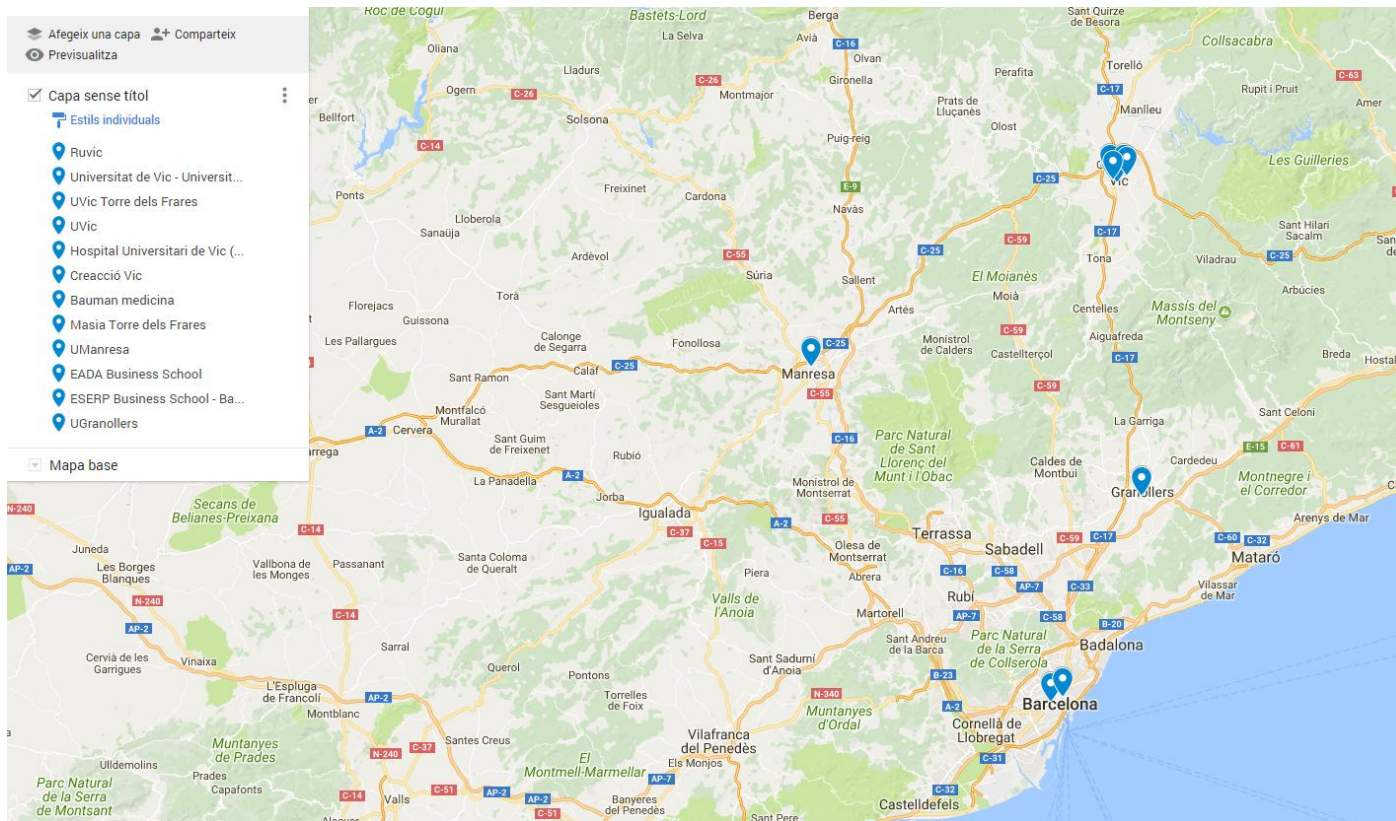 Afegeix una capa
Comparteix
Previsualitza
Capa sense títol
Estils individuals
Ruvic
Universitat de Vic - Universit...
UVic Torre dels Frares
UVic
Hospital Universitari de Vic (...
Creacció Vic
Bauman medicina
Masia Torre dels Frares
UManresa
EADA Business School
ESERP Business School - Ba...
UGranollers
Mapa base
Roc de Cogul
Bastets-Lord
La Selva
Berga
Avià
C-16
Olvan
Sant Quirze
de Besora
Collsacabra
Oliana
Lladurs
C-26
Gironella
Perafita
Torelló
C-63
Ogern
C-26
Montmajor
C-17
Rupit i Pruit
Amer
Bellfort
Solsona
Prats de
Lluçanès
Manlleu
Olost
Puig-reig
C-14
Les Guilleries
Freixinet
Cardona
E-9
C-25
Vic
Ponts
Navàs
Lloberola
Sanaüja
C-17
Sant Hilari
Sacalm
C-59
C-25
Ardèvol
C-55
Tona
Viladrau
C-25
Súria
Sallent
El Moianès
Arbúcies
Torà
Moià
Florejacs
Guissona
Artés
Centelles
Massís del
Montseny
Les Pallargues
Calonge
de Segarra
Fonollosa
C-25
Monistrol
de Calders
C-59
Castellterçol
Aiguafreda
Breda
Hostal
C-17
Sant Ramon
Calaf
C-25
Manresa
C-55
C-59
Sant Martí
Sesgueioles
Montfalcó
Murallat
La Garriga
Sant Celoni
A-2
Cervera
C-16
Parc Natural
de Sant
Llorenç del
Munt i l'Obac
Sant Guim
de Freixenet
Rubió
E-15
C-61
Caldes de
Montbui
Cardedeu
La Panadella
A-2
Monistrol de
Montserrat
Granollers
Montnegre i
el Corredor
Jorba
Secans de
Belianes-Preixana
Igualada
N-240
C-14
A-2
C-55
Arenys de Mar
C-37
Terrassa
C-59
C-17
C-60
C-32
C-15
Olesa de
Montserrat
Sabadell
Mataró
Juneda
Les Borges
Blanques
Vallbona de
les Monges
Passanant
Santa Coloma
de Queralt
AP-2
Piera
Abrera
C-16
C-58
AP-7
C-33
Vilassar
de Mar
N-240
Valls de
l'Anoia
Rubí
C-14
Martorell
AP-7
C-58
B-20
AP-2
Sant Andreu
de la Barca
Parc Natural
de la Serra
de Collserola
Badalona
Sarral
Cervià de les
Garrigues
Vinaixa
Querol
Pontons
Sant Sadurní
d'Anoia
B-23
L'Espluga
de Francolí
AP-2
Torrelles
de Foix
N-340
A-2
Barcelona
Montblanc
Muntanyes
d'Ordal
Cornellà de
Llobregat
Muntanyes
de Prades
Santes Creus
Vilafranca
del Penedès
N-240
C-37
C-31
Ulldemolins
El
Montmell-Marmellar
Els Monjos
Prades
Capafonts
AP-7
Parc Natural
de la Serra
de Montsant
C-14
Valls
C-51
AP-2
AP-2
C-51
Banyeres
del Penedès
C-32
Castelldefels
Sant Pere